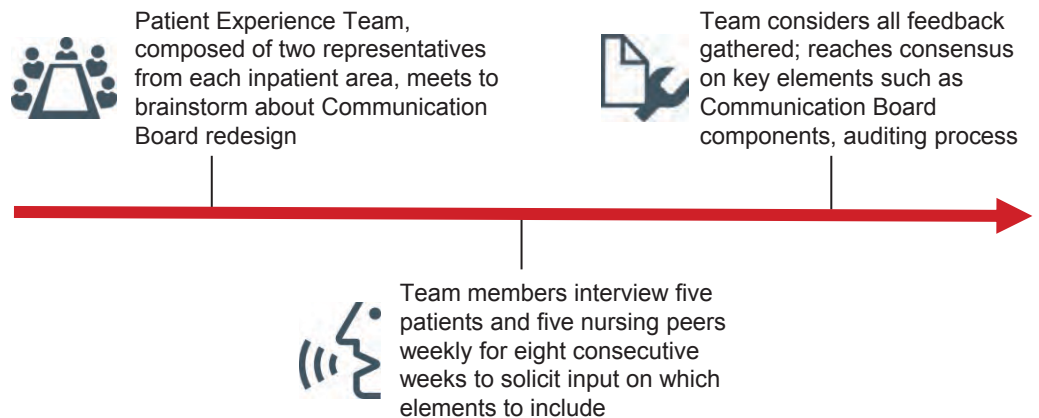 Patient Experience Team,
composed of two representatives
from each inpatient area, meets to
brainstorm about Communication
Board redesign
Team members interview five
patients and five nursing peers
weekly for eight consecutive
weeks to solicit input on which
elements to include
Team considers all feedback
gathered; reaches consensus
on key elements such as
Communication Board
components, auditing process